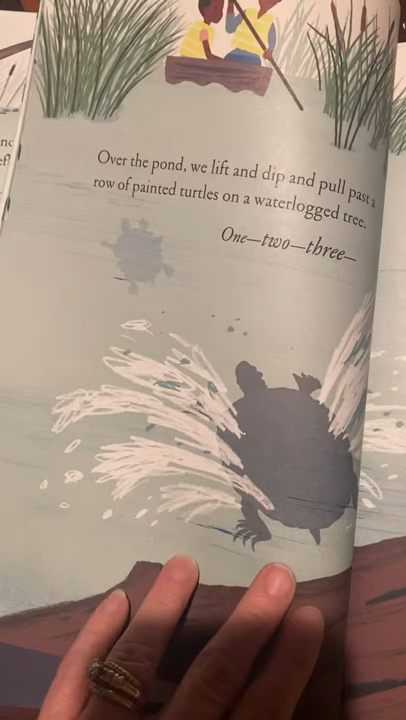 Over the pond, we lift and dip and pull past a
row of painted turtles on a waterlogged tree.
One—two—three—